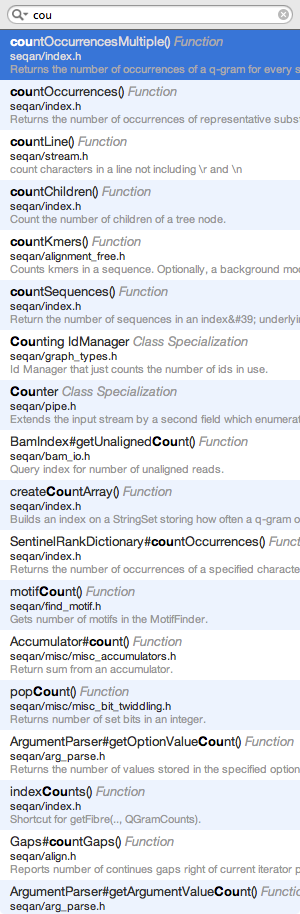 cou
countOccurrencesMultiple() Function
seqan/index.h
Returns the number of occurrences of a q-gram for every s
countOccurrences() Function
seqan/index.h
Returns the number of occurrences of representative subst
countLine() Function
seqan/stream.h
count characters in a line not including \r and \n
countChildren() Function
seqan/index.h
Count the number of children of a tree node.
countKmers() Function
seqan/alignment_free.h
Counts kmers in a sequence. Optionally, a background mod
countSequences() Function
seqan/index.h
Return the number of sequences in an index&#39; underlyin
Counting IdManager Class Specialization
seqan/graph_types.h
Id Manager that just counts the number of ids in use.
Counter Class Specialization
seqan/pipe.h
Extends the input stream by a second field which enumerat
BamIndex#getUnalignedCount() Function
seqan/bam_io.h
Query index for number of unaligned reads.
createCountArray() Function
seqan/index.h
Builds an index on a StringSet storing how often a q-gram o
SentinelRankDictionary#countOccurrences() Function
seqan/index.h
Returns the number of occurrences of a specified characte
motifCount() Function
seqan/find_motif.h
Gets number of motifs in the MotifFinder.
Accumulator#count() Function
seqan/misc/misc_accumulators.h
Return sum from an accumulator.
popCount() Function
seqan/misc/misc_bit_twiddling.h
Returns number of set bits in an integer.
ArgumentParser#getOptionValueCount() Function
seqan/arg_parse.h
Returns the number of values stored in the specified option
indexCounts() Function
seqan/index.h
Shortcut for getFibre(.., QGramCounts).
Gaps#countGaps() Function
seqan/align.h
Reports number of continues gaps right of current iterator p
ArgumentParser#getArgumentValueCount() Function
seqan/arg_parse.h